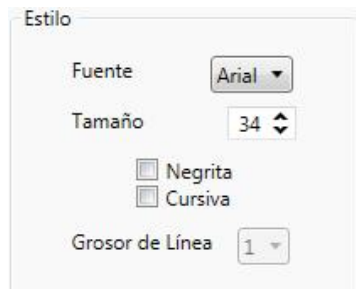 Estilo
Fuente Arial
Tamaño 34
Negrita
Cursiva
Grosor de Línea 1